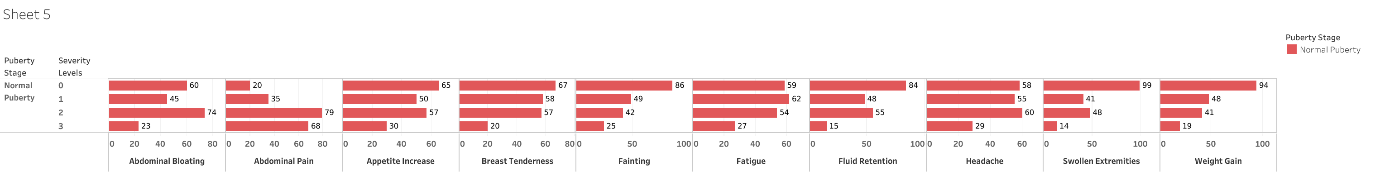 Sheet 5
Puberty Stage
Normal Puberty
Puberty Severity
Stage Levels
Normal 0 60 20 65 67 86 59 84 58 99 94
Puberty 1 45 35 50 58 49 62 48 55 41 48
2 74 79 57 57 42 54 55 60 48 41
3 23 68 30 20 25 27 15 29 14 19
0 20 40 60 80 0 20 40 60 80 0 20 40 60 0 20 40 60 80 0 50 100 0 20 40 60 0 50 100 0 20 40 60 0 50 100 0 50 100
Abdominal Bloating Abdominal Pain Appetite Increase Breast Tenderness Fainting Fatigue Fluid Retention Headache Swollen Extremities Weight Gain